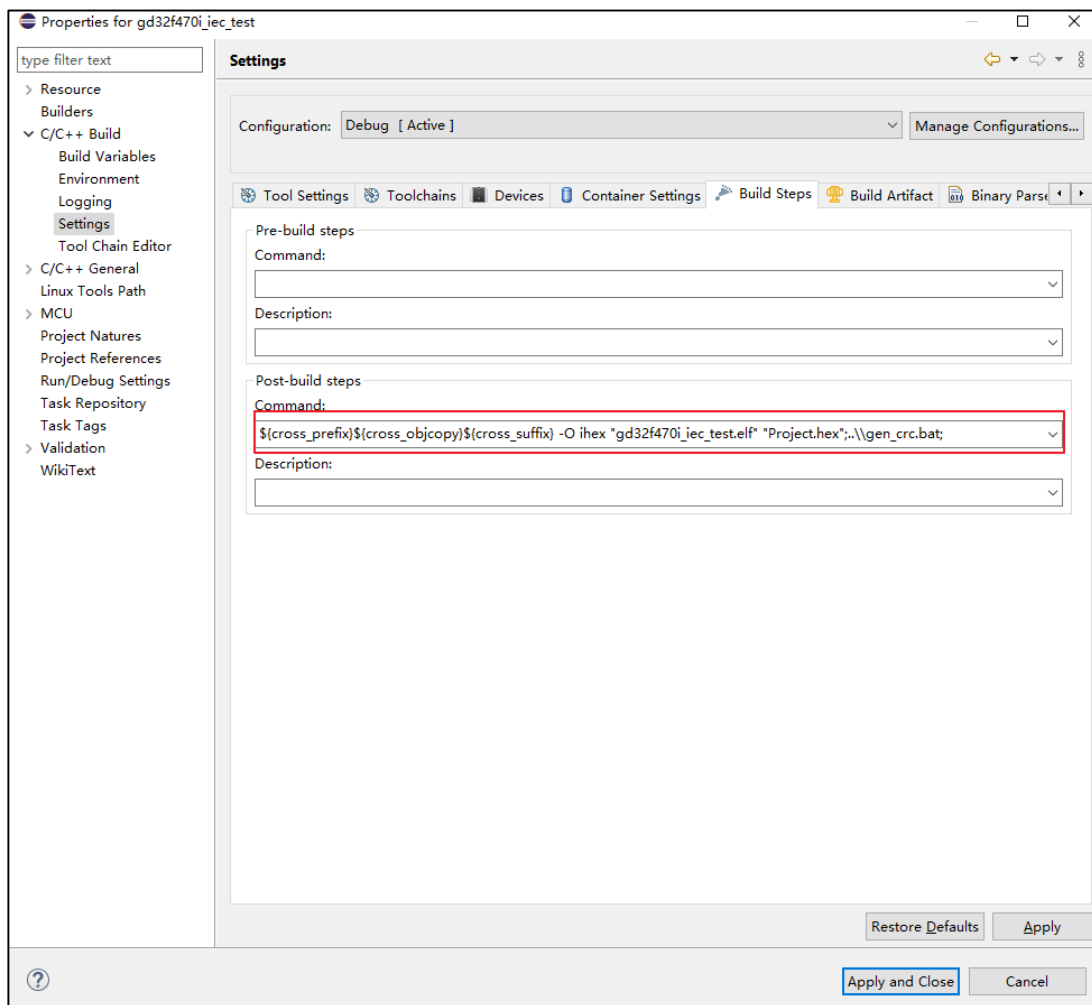 Properties for gd32f470i_iec_test
type filter text
Settings
Resource
Builders
C/C++ Build
Build Variables
Environment
Logging
Settings
Tool Chain Editor
C/C++ General
Linux Tools Path
MCU
Project Natures
Project References
Run/Debug Settings
Task Repository
Task Tags
Validation
WikiText
Configuration: Debug [ Active ] Manage Configurations...
Tool Settings Toolchains Devices Container Settings Build Steps Build Artifact Binary Parse
Pre-build steps
Command:
Description:
Post-build steps
Command:
${cross_prefix}${cross_objcopy}${cross_suffix} -O ihex "gd32f470i_iec_test.elf" "Project.hex";..\\gen_crc.bat;
Description:
Restore Defaults Apply
? Apply and Close Cancel